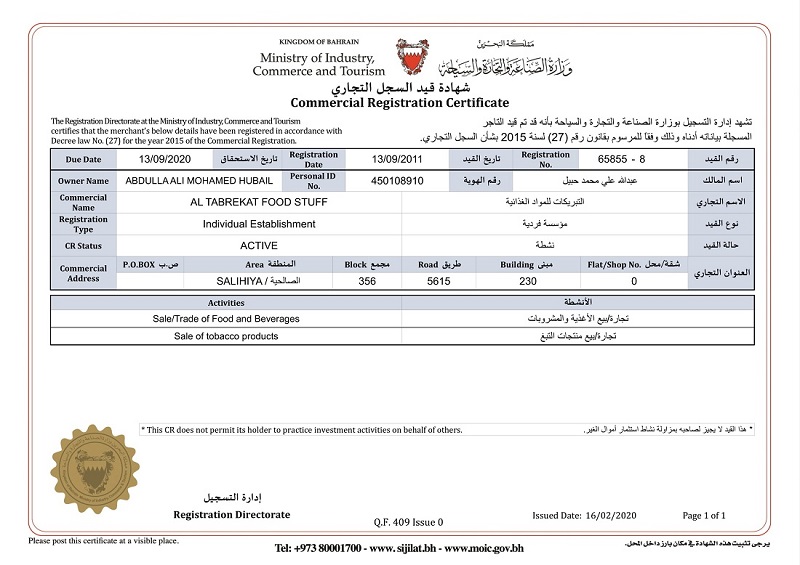 KINGDOM OF BAHRAIN
مملكة البحرين
Ministry of Industry,
Commerce and Tourism
وزارة الصناعة والتجارة والسياحة
شهادة قيد السجل التجاري
Commercial Registration Certificate
The Registration Directorate at the Ministry of Industry, Commerce and Tourism
certifies that the merchant's below details have been registered in accordance with
Decree law No. (27) for the year 2015 of the Commercial Registration.
تشهد إدارة التسجيل بوزارة الصناعة والتجارة والسياحة بأنه قد تم قيد التاجر
المسجلة بياناته أدناه وذلك وفقاً للمرسوم بقانون رقم (27) لسنة 2015 بشأن السجل التجاري.
Due Date 13/09/2020 تاريخ الاستحقاق Registration Date 13/09/2011 تاريخ القيد Registration No. 65855 - 8 رقم القيد
Owner Name ABDULLA ALI MOHAMED HUBAIL Personal ID No. 450108910 رقم الهوية عبدالله علي محمد حبيل اسم المالك
Commercial Name AL TABREKAT FOOD STUFF التبريكات للمواد الغذائية الاسم التجاري
Registration Type Individual Establishment مؤسسة فردية نوع القيد
CR Status ACTIVE نشطة حالة القيد
Commercial Address P.O.BOX ص.ب Area المنطقة Block مجمع Road طريق Building مبنى Flat/Shop No. شقة/محل العنوان التجاري
SALIHIYA / الصالحية 356 5615 230 0
Activities الأنشطة
Sale/Trade of Food and Beverages تجارة/بيع الأغذية والمشروبات
Sale of tobacco products تجارة/بيع منتجات التبغ
* This CR does not permit its holder to practice investment activities on behalf of others.
* هذا القيد لا يجيز لصاحبه بمزاولة نشاط استثمار أموال الغير.
إدارة التسجيل
Registration Directorate
Q.F. 409 Issue 0
Issued Date: 16/02/2020
Page 1 of 1
Please post this certificate at a visible place.
Tel: +973 80001700 - www.sijilat.bh - www.moic.gov.bh
يرجى تثبيت هذه الشهادة في مكان بارز داخل المحل.